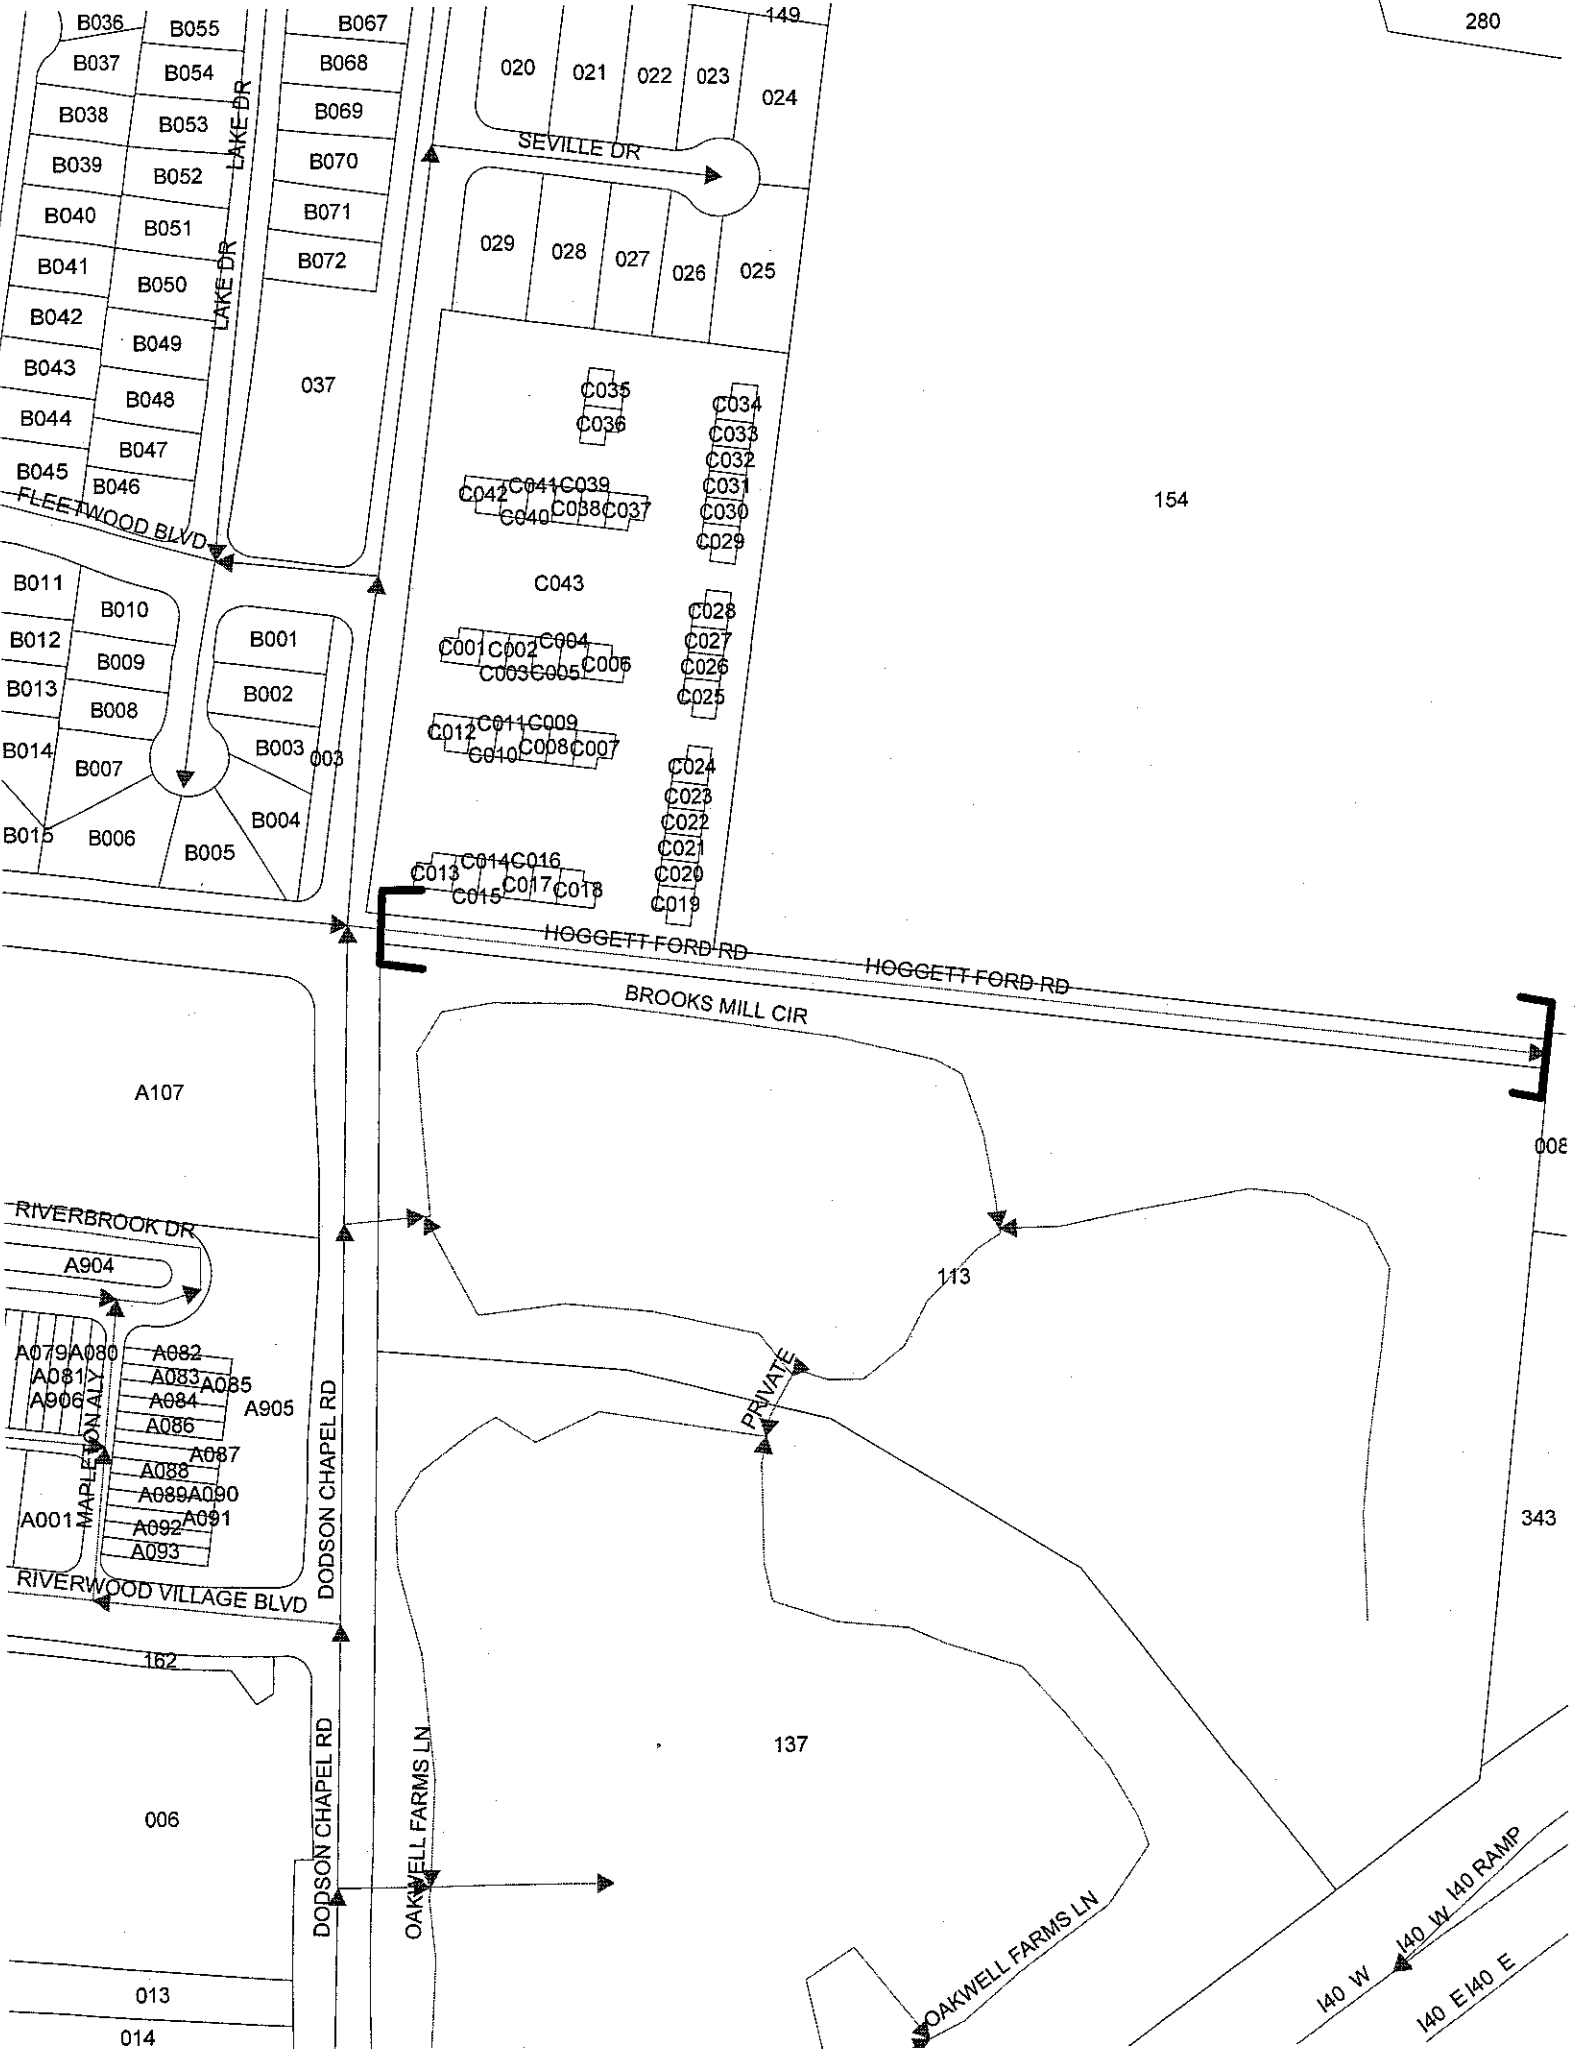 B036
B055
B067
149
280
B037
B054
B068
020
021
022
023
024
B038
B053
LAKE DR
B069
B039
B052
B070
SEVILLE DR
B040
B051
B071
B041
B050
LAKE DR
B072
029
028
027
026
025
B042
B049
B043
B048
037
C035
C034
B044
B047
C036
C033
C032
B045
B046
C042
C041
C039
C031
C040
C038
C037
C030
C029
154
FLEETWOOD BLVD
B011
B010
C043
B012
B009
B001
C028
C001
C002
C004
C006
C027
C003
C005
C026
B013
B008
B002
C025
B014
B007
B003
003
C012
C011
C009
C010
C008
C007
C024
C023
B015
B006
B005
B004
C022
C021
C013
C014
C016
C020
C015
C017
C018
C019
HOGGETT FORD RD
HOGGETT FORD RD
BROOKS MILL CIR
A107
008
RIVERBROOK DR
A904
113
A079
A080
A082
A081
A083
A085
A906
A084
A905
A086
PRIVATE
MAPLETON ALY
A087
A088
A089
A090
A001
A092
A091
A093
DODSON CHAPEL RD
343
RIVERWOOD VILLAGE BLVD
162
006
DODSON CHAPEL RD
OAKWELL FARMS LN
137
OAKWELL FARMS LN
I40 RAMP
I40 W
I40 W
I40 E
I40 E
013
014